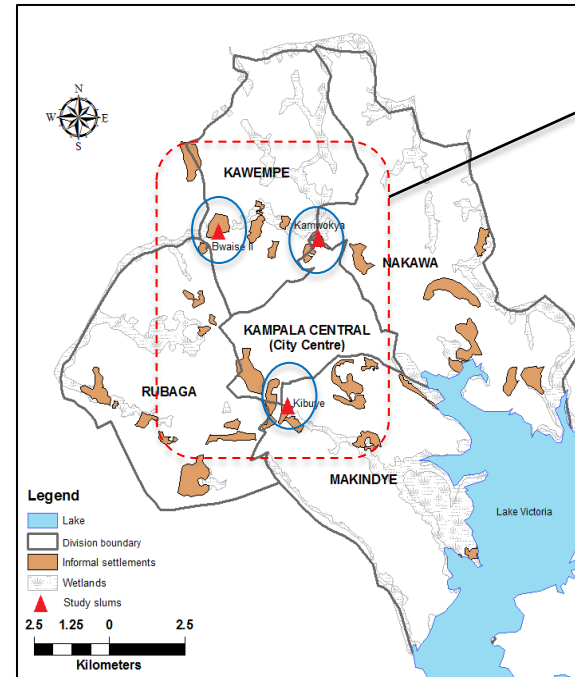 N
W E
S
KAWEMPE
Kamwokya
Bwaise II
NAKAWA
KAMPALA CENTRAL
(City Centre)
RUBAGA
Kibuye
MAKINDYE
Lake Victoria
Legend
Lake
Division boundary
Informal settlements
Wetlands
Study slums
2.5 1.25 0 2.5
Kilometers